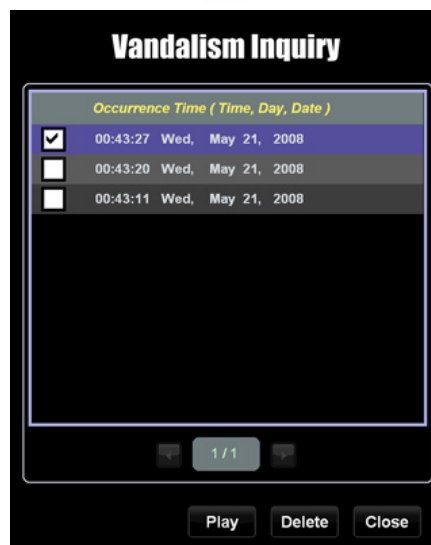 Vandalism Inquiry
Occurrence Time ( Time, Day, Date )
00:43:27 Wed, May 21, 2008
00:43:20 Wed, May 21, 2008
00:43:11 Wed, May 21, 2008
1 / 1
Play Delete Close